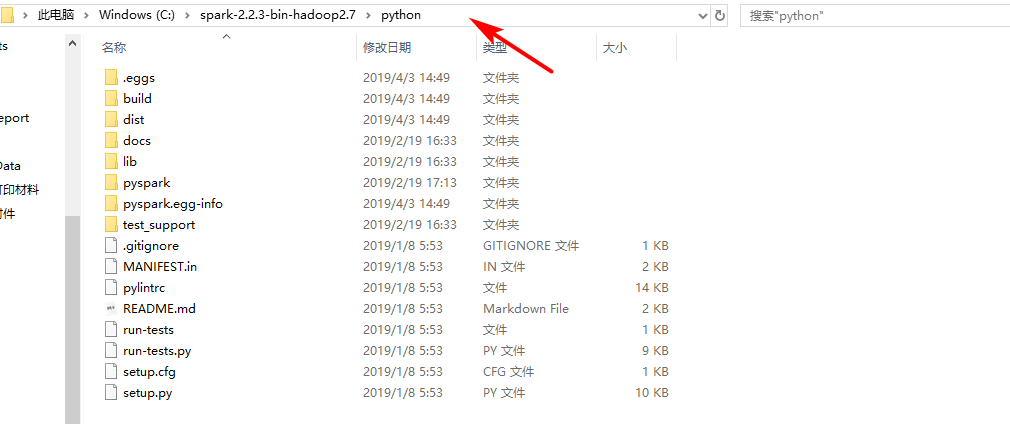 此电脑 > Windows (C:) > spark-2.2.3-bin-hadoop2.7 > python 搜索"python"
名称 修改日期 类型 大小
.eggs 2019/4/3 14:49 文件夹
build 2019/4/3 14:49 文件夹
dist 2019/4/3 14:49 文件夹
docs 2019/2/19 16:33 文件夹
lib 2019/2/19 16:33 文件夹
pyspark 2019/2/19 17:13 文件夹
pyspark.egg-info 2019/4/3 14:49 文件夹
test_support 2019/2/19 16:33 文件夹
.gitignore 2019/1/8 5:53 GITIGNORE 文件 1 KB
MANIFEST.in 2019/1/8 5:53 IN 文件 2 KB
pylintrc 2019/1/8 5:53 文件 14 KB
README.md 2019/1/8 5:53 Markdown File 2 KB
run-tests 2019/1/8 5:53 文件 1 KB
run-tests.py 2019/1/8 5:53 PY 文件 9 KB
setup.cfg 2019/1/8 5:53 CFG 文件 1 KB
setup.py 2019/1/8 5:53 PY 文件 10 KB
ts
eport
Data
印材料
件